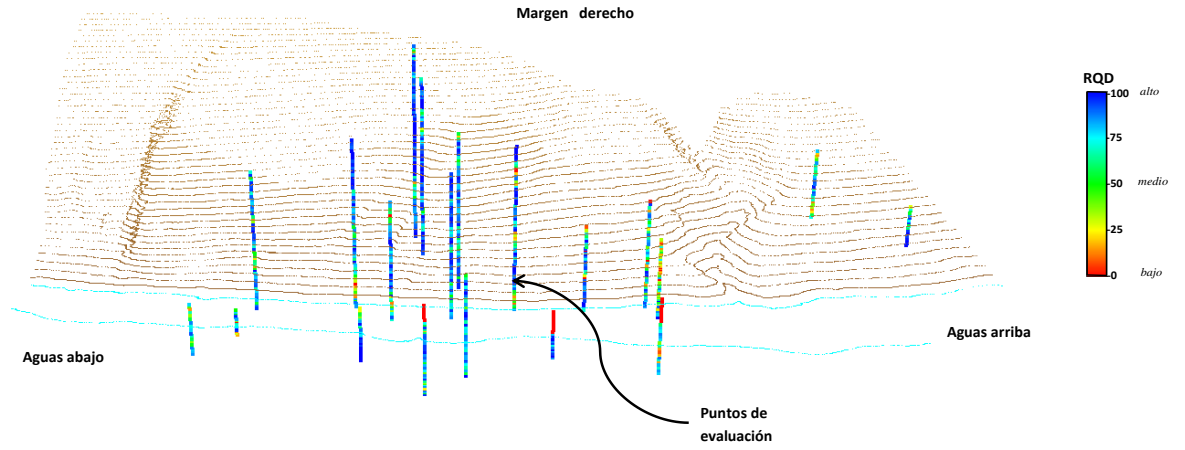 Margen derecho
RQD
100 alto
75
50 medio
25
0 bajo
Aguas arriba
Aguas abajo
Puntos de
evaluación